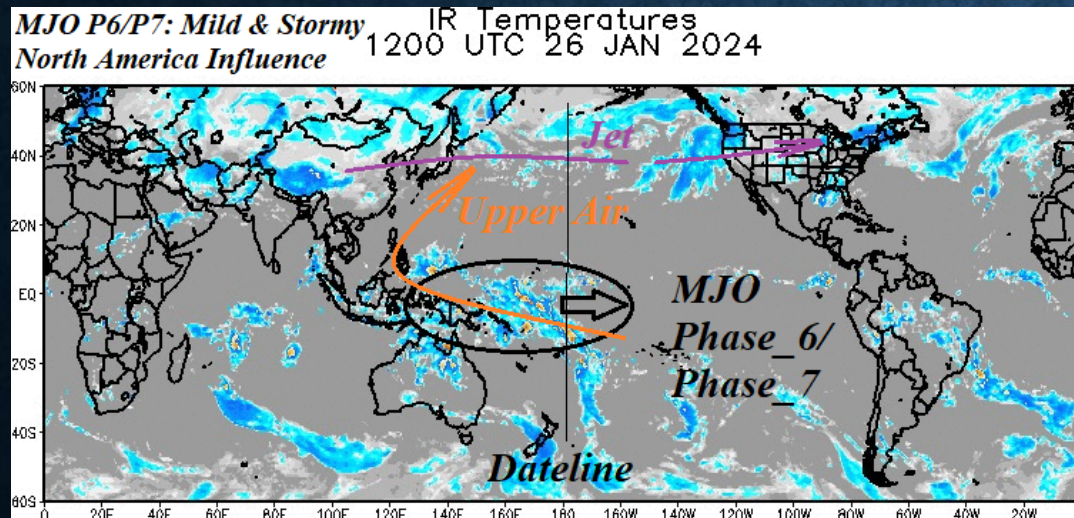 MJO P6/P7: Mild & Stormy
North America Influence
IR Temperatures
1200 UTC 26 JAN 2024
60N
40N
20N
EQ
20S
40S
60S
Jet
Upper Air
MJO
Phase_6/
Phase_7
Dateline
0 20E 40E 60E 80E 100E 120E 140E 160E 180 160W 140W 120W 100W 80W 60W 40W 20W